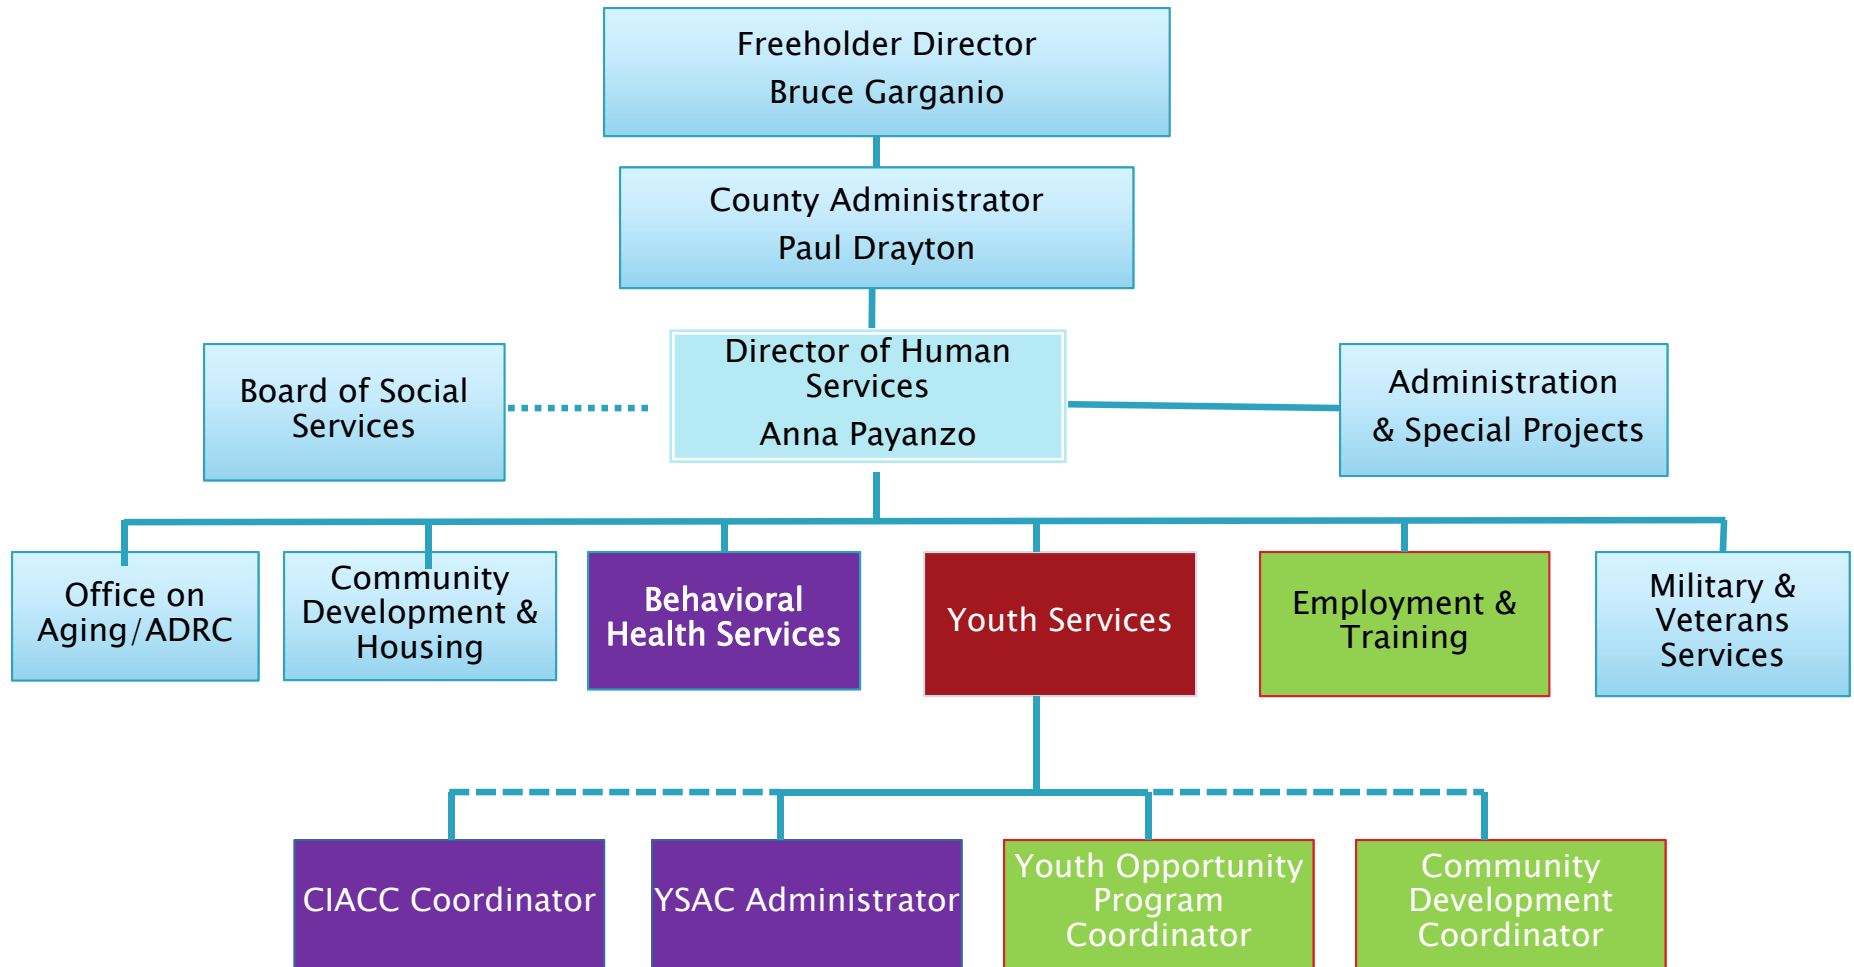 Freeholder Director
Bruce Garganio
County Administrator
Paul Drayton
Director of Human
Services
Anna Payanzo
Board of Social
Services
Administration
& Special Projects
Office on
Aging/ADRC
Community
Development &
Housing
Behavioral
Health Services
Youth Services
Employment &
Training
Military &
Veterans
Services
CIACC Coordinator
YSAC Administrator
Youth Opportunity
Program
Coordinator
Community
Development
Coordinator